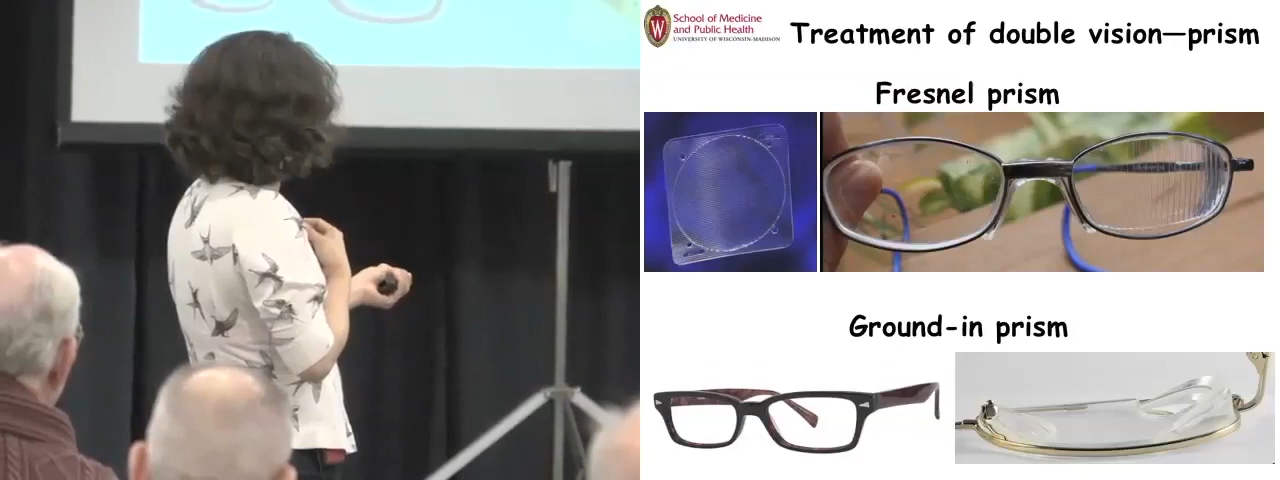 School of Medicine
and Public Health
UNIVERSITY OF WISCONSIN-MADISON
Treatment of double vision—prism
Fresnel prism
Ground-in prism